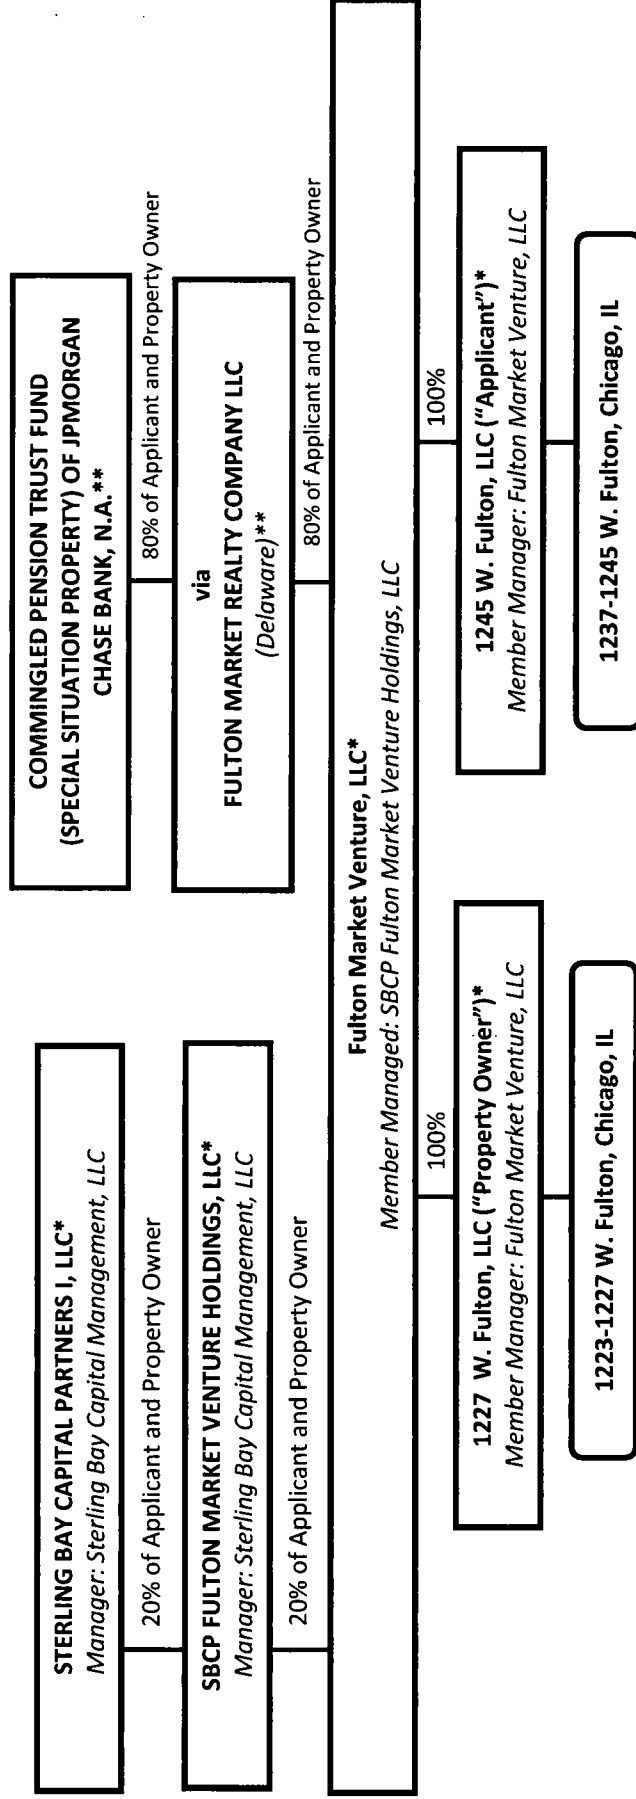 STERLING BAY CAPITAL PARTNERS I, LLC*
Manager: Sterling Bay Capital Management, LLC
20% of Applicant and Property Owner
SBCP FULTON MARKET VENTURE HOLDINGS, LLC*
Manager: Sterling Bay Capital Management, LLC
20% of Applicant and Property Owner
COMMINGLED PENSION TRUST FUND
(SPECIAL SITUATION PROPERTY) OF JPMORGAN
CHASE BANK, N.A.**
80% of Applicant and Property Owner
via
FULTON MARKET REALTY COMPANY LLC
(Delaware)**
80% of Applicant and Property Owner
Fulton Market Venture, LLC*
Member Managed: SBCP Fulton Market Venture Holdings, LLC
100%
1227 W. Fulton, LLC (“Property Owner”)*
Member Manager: Fulton Market Venture, LLC
1223-1227 W. Fulton, Chicago, IL
100%
1245 W. Fulton, LLC (“Applicant”)*
Member Manager: Fulton Market Venture, LLC
1237-1245 W. Fulton, Chicago, IL